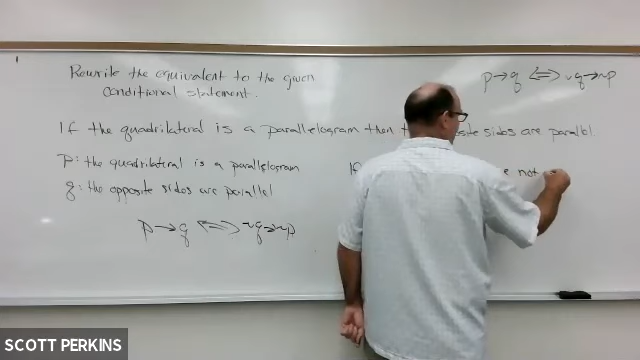 Rewrite the equivalent to the given
conditional statement.
p→q ⟺ ~q→~p
If the quadrilateral is a parallelogram then sides are parallel.
p: the quadrilateral is a parallelogram
If not
q: the opposite sides are parallel
p→q ⟺ ~q→~p
SCOTT PERKINS